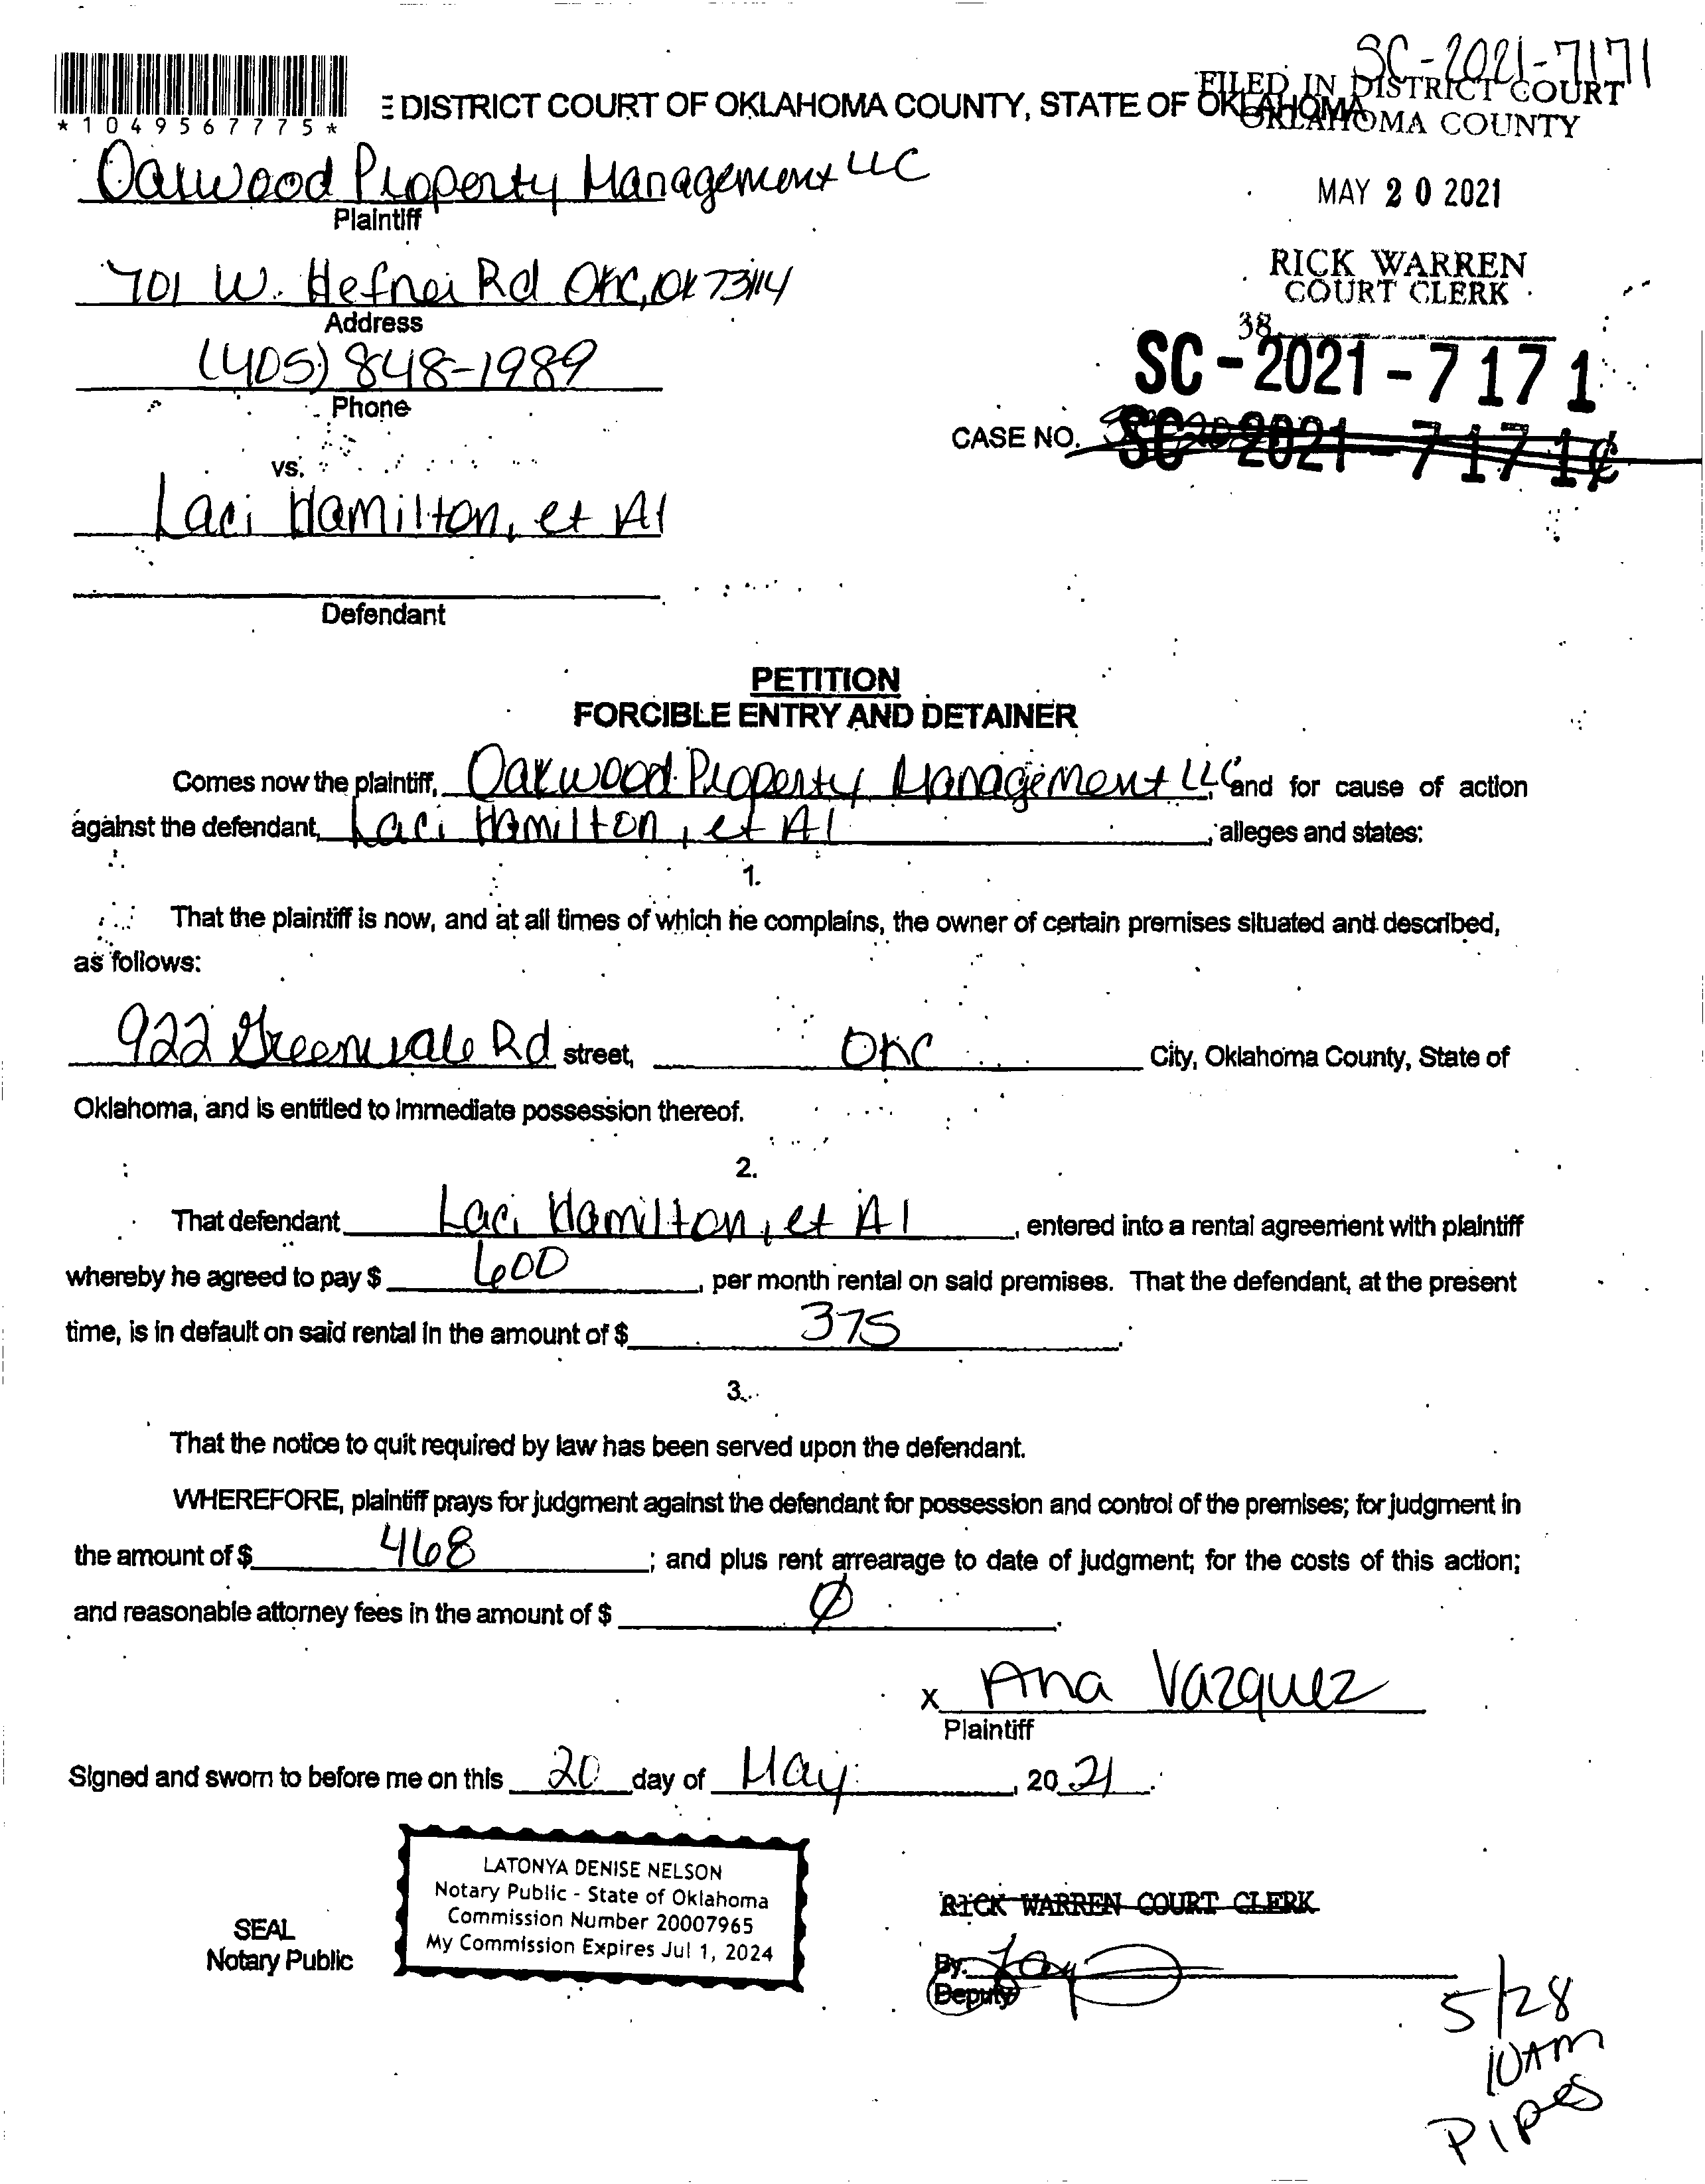 SC-2021-7171
FILED IN DISTRICT COURT
OKLAHOMA COUNTY
*1049567775*
E DISTRICT COURT OF OKLAHOMA COUNTY, STATE OF OKLAHOMA
Oakwood Property Management LLC
Plaintiff
MAY 20 2021
701 W. Hefner Rd OKC, OK 73114
Address
RICK WARREN
COURT CLERK
38
(405) 848-1989
Phone
SC-2021-7171
CASE NO. SC 2021-7171
vs.
Laci Hamilton, et Al
Defendant
PETITION
FORCIBLE ENTRY AND DETAINER
Comes now the plaintiff, Oakwood Property Management LLC, and for cause of action
against the defendant, Laci Hamilton, et Al, alleges and states:
1.
That the plaintiff is now, and at all times of which he complains, the owner of certain premises situated and described,
as follows:
922 Greenvale Rd street, OKC City, Oklahoma County, State of
Oklahoma, and is entitled to immediate possession thereof.
2.
That defendant Laci Hamilton, et Al, entered into a rental agreement with plaintiff
whereby he agreed to pay $ 600, per month rental on said premises. That the defendant, at the present
time, is in default on said rental in the amount of $ 375.
3.
That the notice to quit required by law has been served upon the defendant.
WHEREFORE, plaintiff prays for judgment against the defendant for possession and control of the premises; for judgment in
the amount of $ 468; and plus rent arrearage to date of judgment; for the costs of this action;
and reasonable attorney fees in the amount of $ Ø.
x Ana Vazquez
Plaintiff
Signed and sworn to before me on this 20 day of May, 20 21.
LATONYA DENISE NELSON
Notary Public - State of Oklahoma
Commission Number 20007965
My Commission Expires Jul 1, 2024
SEAL
Notary Public
RICK WARREN COURT CLERK
By.
Deputy
5/28
10AM
Pipes